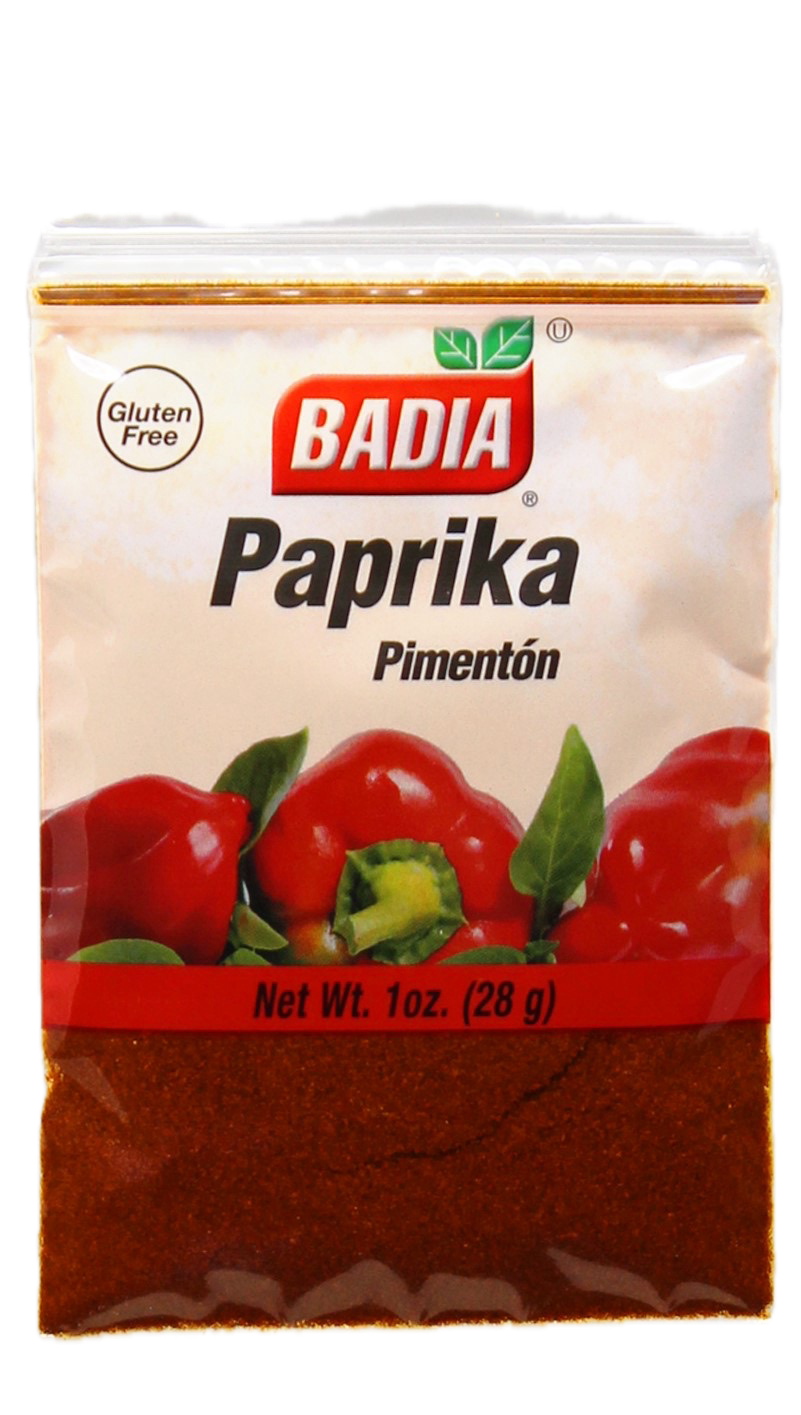 Ⓤ
Gluten
Free
BADIA
®
Paprika
Pimentón
Net Wt. 1oz. (28 g)